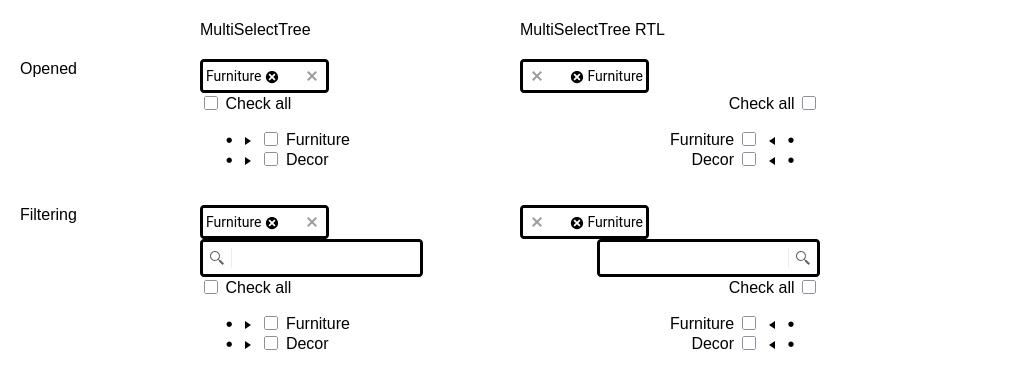 MultiSelectTree MultiSelectTree RTL
Opened Furniture Furniture
Check all Check all
Furniture Furniture
Decor Decor
Filtering Furniture Furniture
Check all Check all
Furniture Furniture
Decor Decor